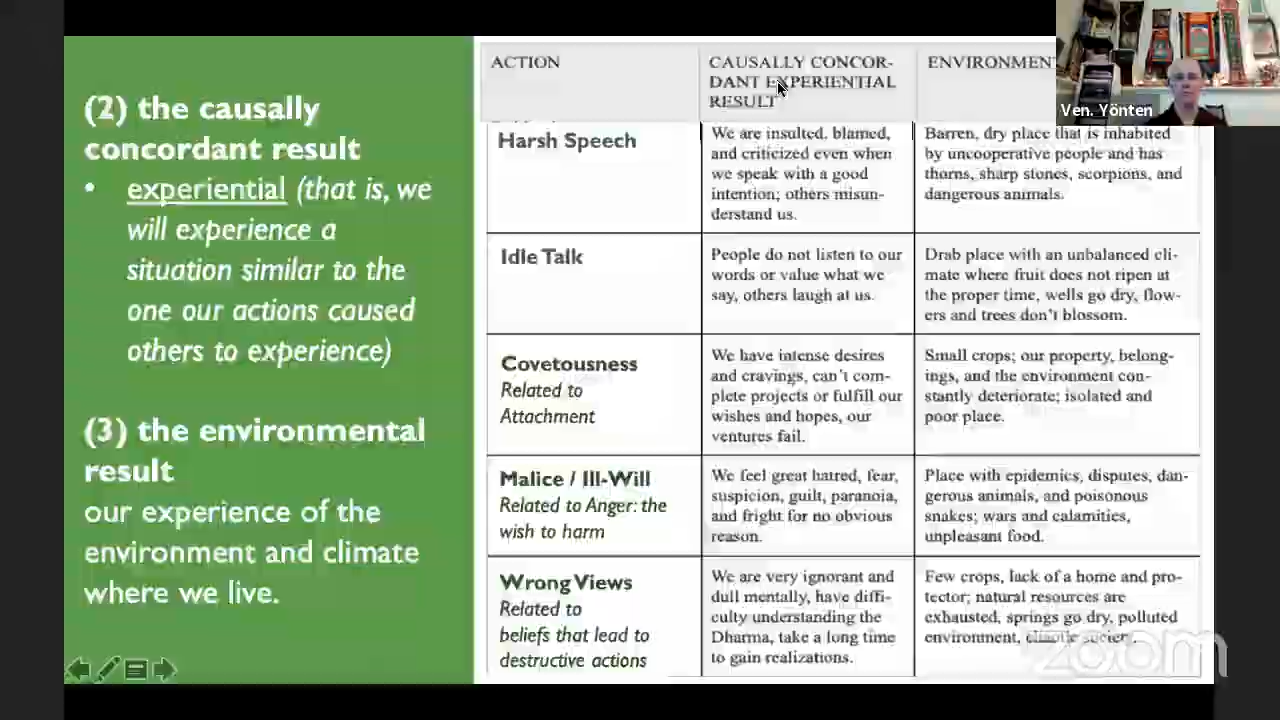 (2) the causally
concordant result
• experiential (that is, we
will experience a
situation similar to the
one our actions caused
others to experience)
(3) the environmental
result
our experience of the
environment and climate
where we live.
ACTION
CAUSALLY CONCOR-
DANT EXPERIENTIAL
RESULT
ENVIRONMENT
Ven. Yönten
Harsh Speech
We are insulted, blamed,
and criticized even when
we speak with a good
intention; others misun-
derstand us.
Barren, dry place that is inhabited
by uncooperative people and has
thorns, sharp stones, scorpions, and
dangerous animals.
Idle Talk
People do not listen to our
words or value what we
say, others laugh at us.
Drab place with an unbalanced cli-
mate where fruit does not ripen at
the proper time, wells go dry, flow-
ers and trees don't blossom.
Covetousness
Related to
Attachment
We have intense desires
and cravings, can't com-
plete projects or fulfill our
wishes and hopes, our
ventures fail.
Small crops; our property, belong-
ings, and the environment con-
stantly deteriorate; isolated and
poor place.
Malice / Ill-Will
Related to Anger: the
wish to harm
We feel great hatred, fear,
suspicion, guilt, paranoia,
and fright for no obvious
reason.
Place with epidemics, disputes, dan-
gerous animals, and poisonous
snakes; wars and calamities,
unpleasant food.
Wrong Views
Related to
beliefs that lead to
destructive actions
We are very ignorant and
dull mentally, have diffi-
culty understanding the
Dharma, take a long time
to gain realizations.
Few crops, lack of a home and pro-
tector; natural resources are
exhausted, springs go dry, polluted
environment, chaotic society.
zoom